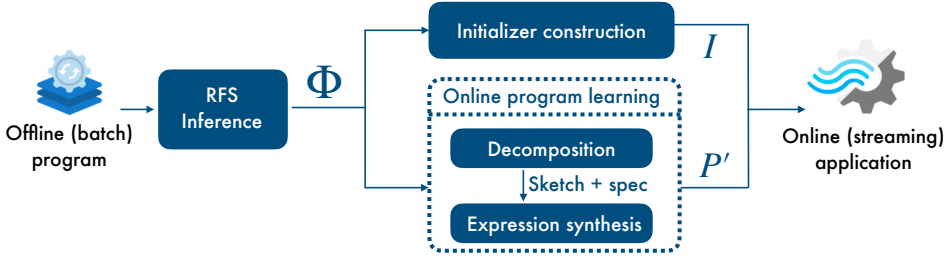 Offline (batch)
program
RFS
Inference
Φ
Initializer construction
I
Online program learning
Decomposition
Sketch + spec
Expression synthesis
P′
Online (streaming)
application